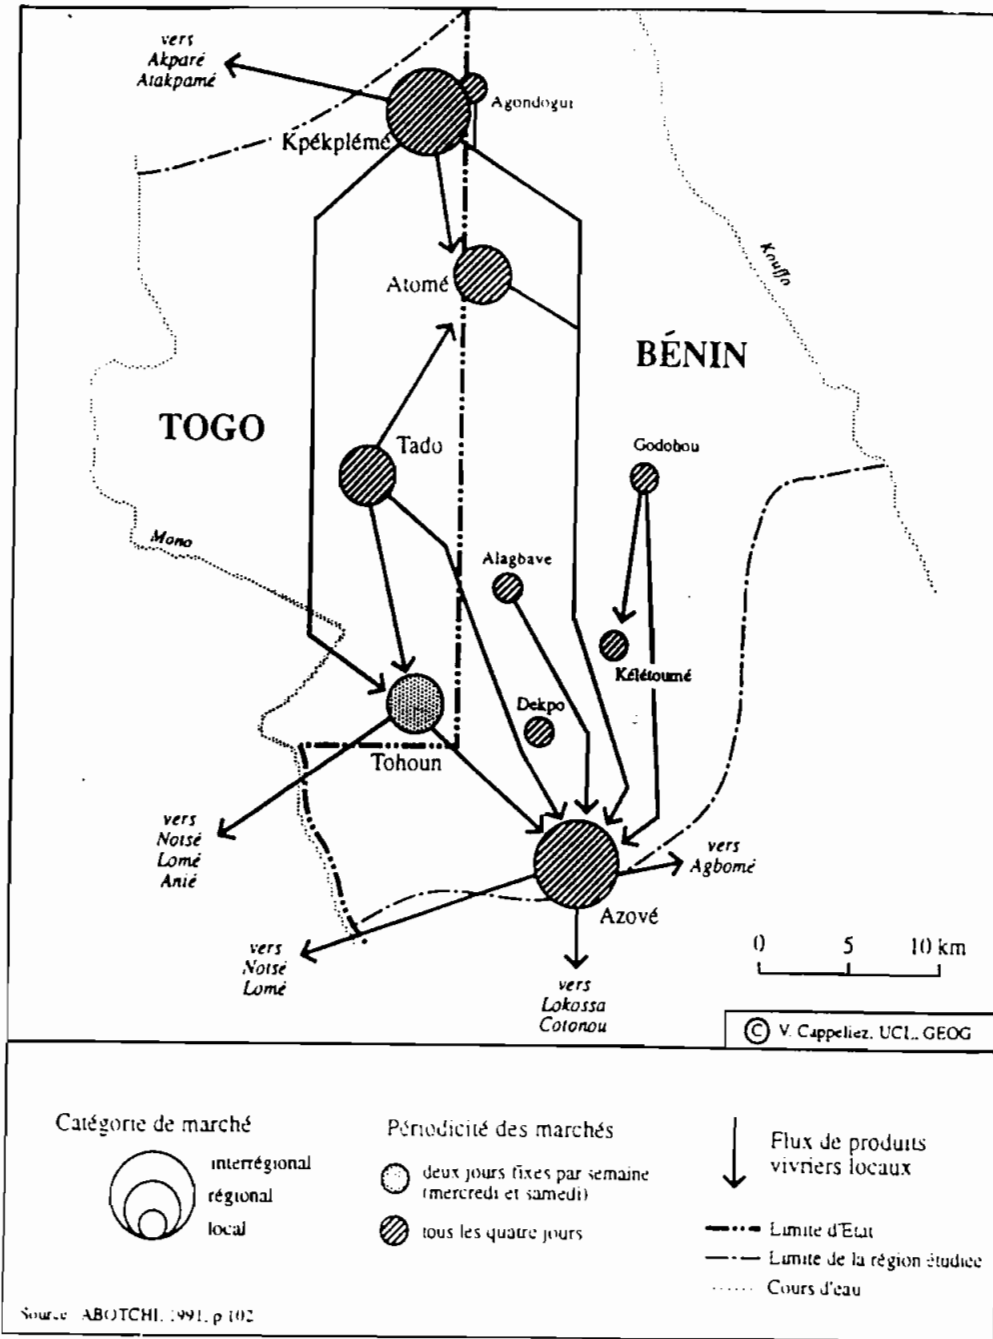 vers
Akparé
Atakpamé
Agondogui
Kpékplémé
Atomé
Kouffo
BÉNIN
TOGO
Tado
Godohou
Mono
Alagbave
Kélétoumé
Dekpo
Tohoun
vers
Notsé
Lomé
Anié
vers
Agbomé
Azové
vers
Notsé
Lomé
vers
Lokossa
Cotonou
0 5 10 km
© V. Cappeliez, UCL, GEOG
Catégorie de marché
interrégional
régional
local
Périodicité des marchés
deux jours fixes par semaine
(mercredi et samedi)
tous les quatre jours
Flux de produits
vivriers locaux
Limite d'Etat
Limite de la région étudiée
Cours d'eau
Source: ABOTCHI, 1991, p 102